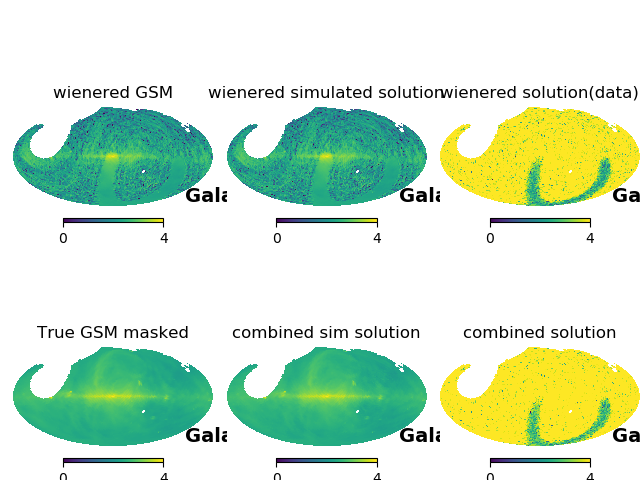 wienered GSM
wienered simulated solution
wienered solution(data)
Gala
Gala
Ga
0 4
0 4
0 4
True GSM masked
combined sim solution
combined solution
Gala
Gala
Ga
0 4
0 4
0 4